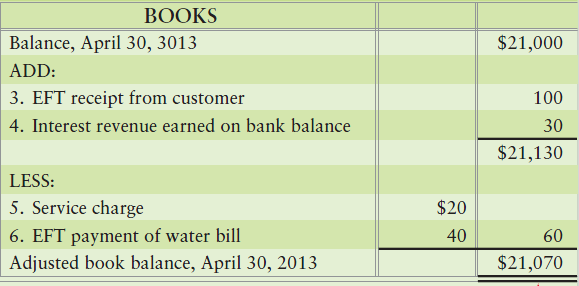 BOOKS
Balance, April 30, 3013 $21,000
ADD:
3. EFT receipt from customer 100
4. Interest revenue earned on bank balance 30
$21,130
LESS:
5. Service charge $20
6. EFT payment of water bill 40 60
Adjusted book balance, April 30, 2013 $21,070